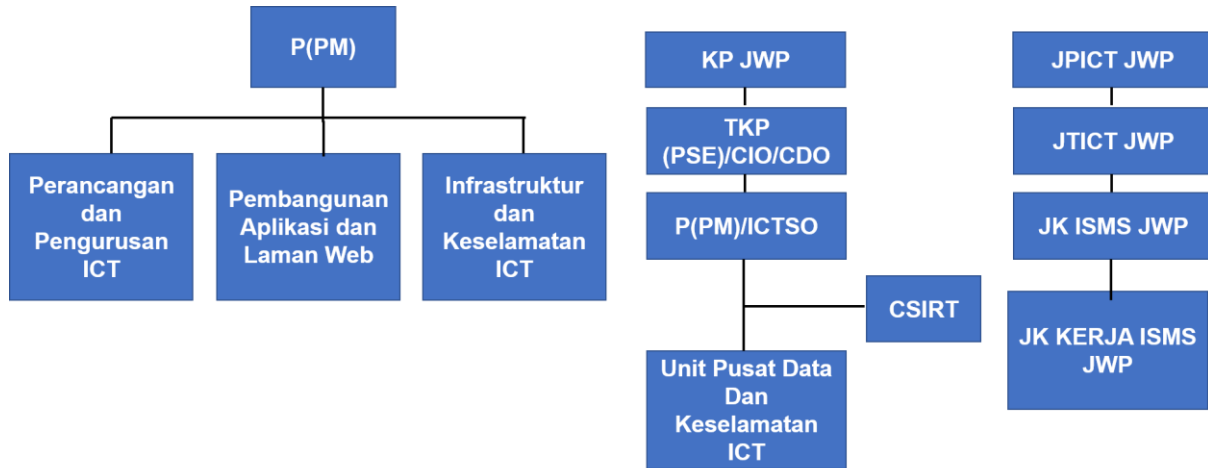 P(PM)
Perancangan
dan
Pengurusan
ICT
Pembangunan
Aplikasi dan
Laman Web
Infrastruktur
dan
Keselamatan
ICT
KP JWP
TKP
(PSE)/CIO/CDO
P(PM)/ICTSO
CSIRT
Unit Pusat Data
Dan
Keselamatan
ICT
JPICT JWP
JTICT JWP
JK ISMS JWP
JK KERJA ISMS
JWP